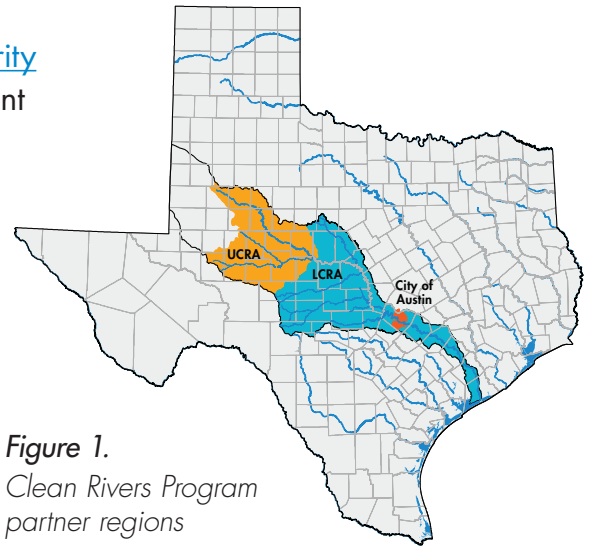 rity
nt
UCRA
LCRA
City of
Austin
Figure 1.
Clean Rivers Program
partner regions